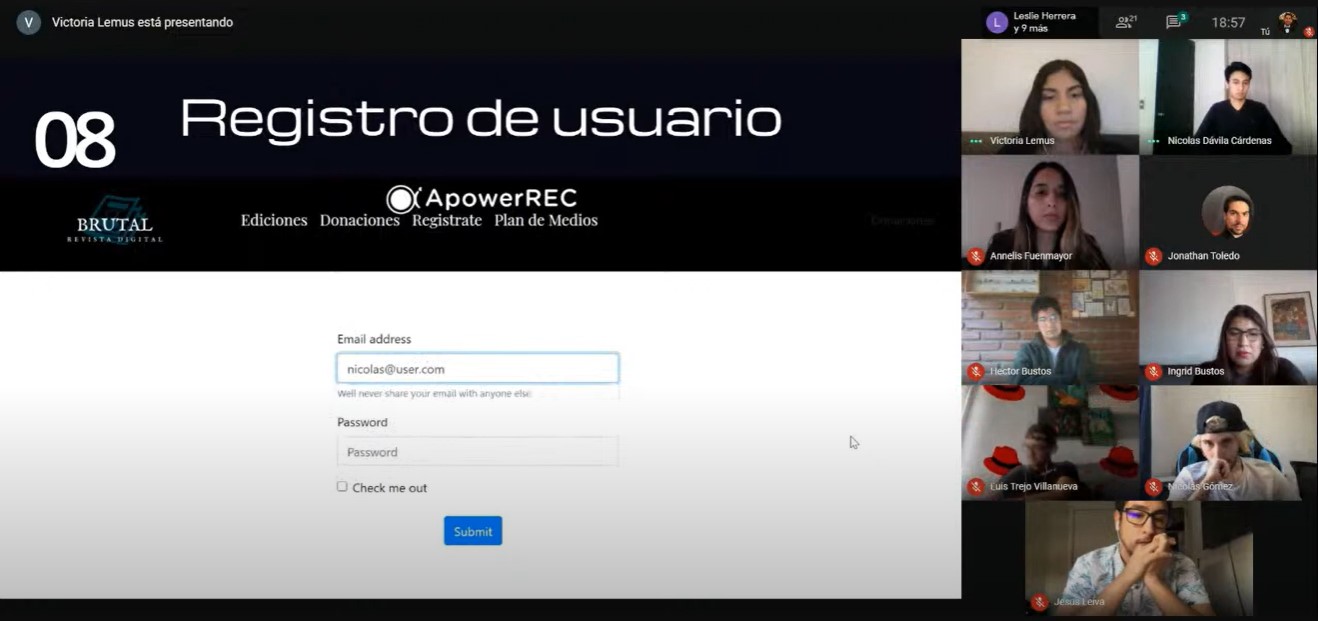 V Victoria Lemus está presentando
L Leslie Herrera
y 9 más
21
3
18:57
Tú
08 Registro de usuario
ApowerREC
BRUTAL
REVISTA DIGITAL
Ediciones Donaciones Registrate Plan de Medios
Email address
nicolas@user.com
Well never share your email with anyone else.
Password
Password
Check me out
Submit
Victoria Lemus
Nicolas Dávila Cárdenas
Annelis Fuenmayor
Jonathan Toledo
Hector Bustos
Ingrid Bustos
Luis Trejo Villanueva
Nicolás Gómez
Jesús Leiva